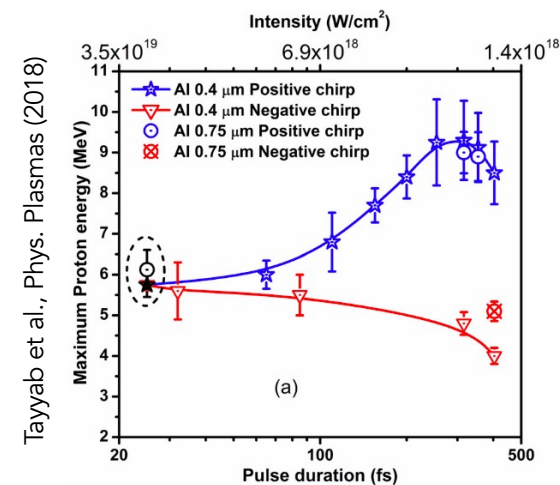 Tayyab et al., Phys. Plasmas (2018)
Intensity (W/cm²)
3.5x10¹⁹ 6.9x10¹⁸ 1.4x10¹⁸
Maximum Proton energy (MeV)
11
10
9
8
7
6
5
4
3
2
Al 0.4 µm Positive chirp
Al 0.4 µm Negative chirp
Al 0.75 µm Positive chirp
Al 0.75 µm Negative chirp
(a)
20 100 500
Pulse duration (fs)